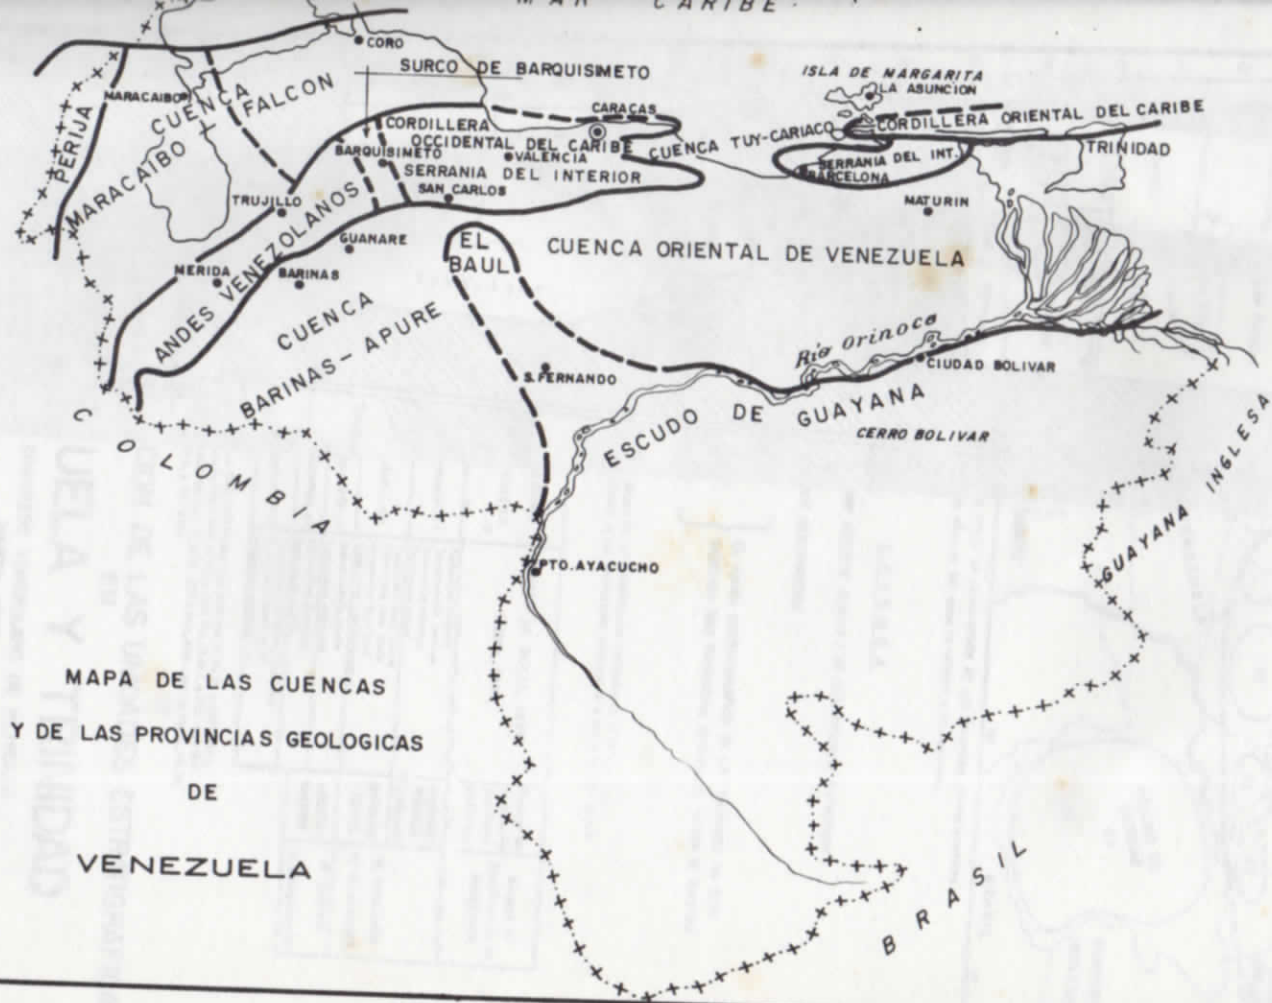 MAR CARIBE
CORO
SURCO DE BARQUISIMETO
ISLA DE MARGARITA
LA ASUNCION
MARACAIBO
CUENCA
FALCON
PERIJA
MARACAIBO
CARACAS
CORDILLERA
OCCIDENTAL DEL CARIBE
CUENCA TUY-CARIACO
CORDILLERA ORIENTAL DEL CARIBE
TRINIDAD
BARQUISIMETO
VALENCIA
SERRANIA DEL INTERIOR
SERRANIA DEL INT.
BARCELONA
SAN CARLOS
TRUJILLO
MATURIN
GUANARE
EL
BAUL
CUENCA ORIENTAL DE VENEZUELA
MERIDA
BARINAS
ANDES VENEZOLANOS
CUENCA
BARINAS-APURE
Río Orinoco
CIUDAD BOLIVAR
S. FERNANDO
ESCUDO DE GUAYANA
CERRO BOLIVAR
COLOMBIA
GUAYANA INGLESA
PTO. AYACUCHO
BRASIL
MAPA DE LAS CUENCAS
Y DE LAS PROVINCIAS GEOLOGICAS
DE
VENEZUELA